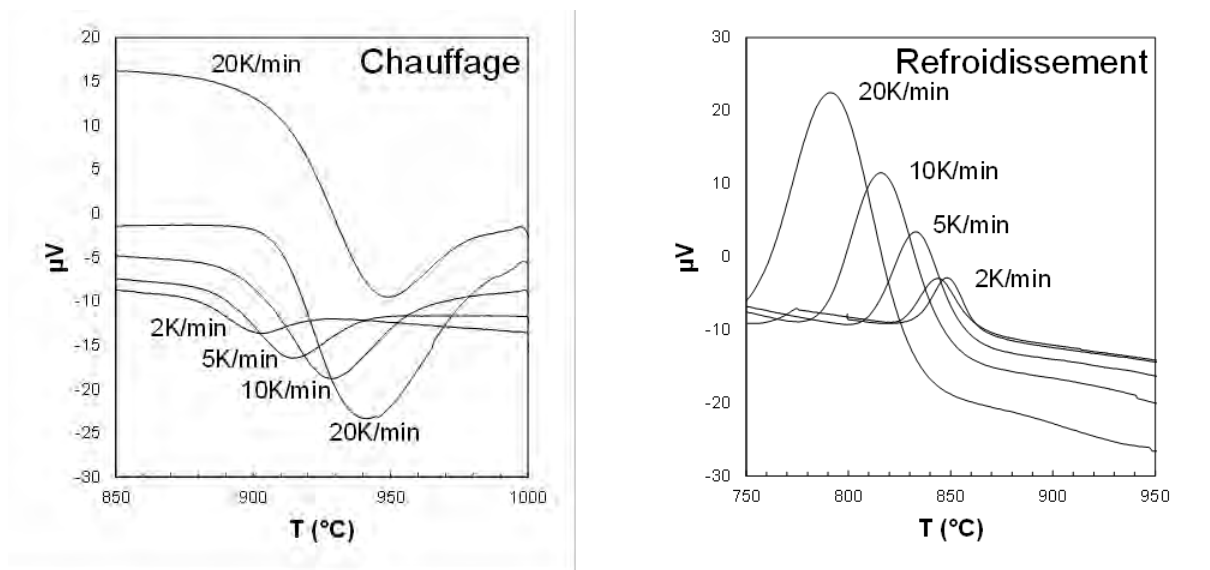 Chauffage
20
15
10
5
0
-5
-10
-15
-20
-25
-30
µV
20K/min
2K/min
5K/min
10K/min
20K/min
850
900
950
1000
T (°C)
Refroidissement
30
20
10
0
-10
-20
-30
µV
20K/min
10K/min
5K/min
2K/min
750
800
850
900
950
T (°C)